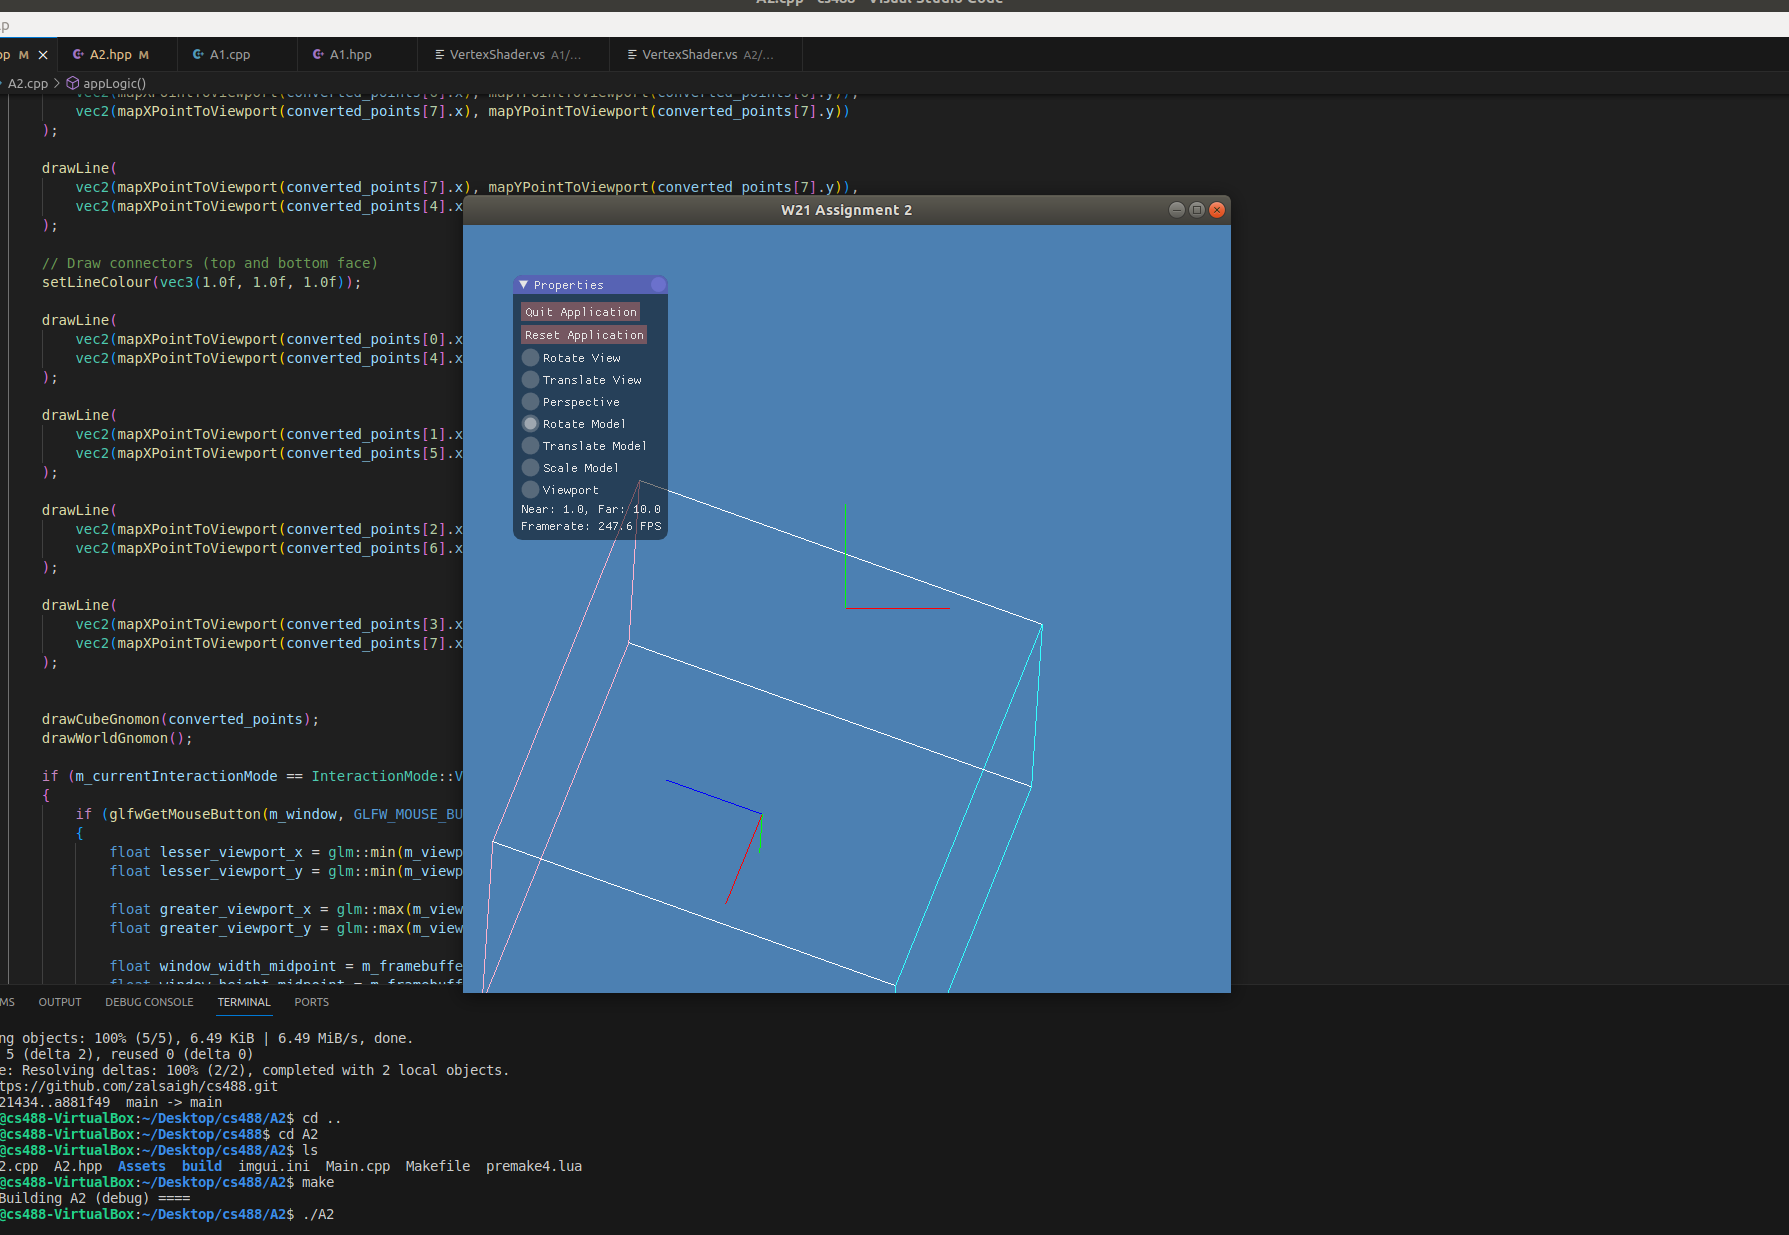 A2.cpp - cs488 - Visual Studio Code
lp
pp M × A2.hpp M A1.cpp A1.hpp VertexShader.vs A1/... VertexShader.vs A2/...
A2.cpp > appLogic()
vec2(mapXPointToViewport(converted_points[6].x), mapYPointToViewport(converted_points[6].y)),
vec2(mapXPointToViewport(converted_points[7].x), mapYPointToViewport(converted_points[7].y))
);
drawLine(
vec2(mapXPointToViewport(converted_points[7].x), mapYPointToViewport(converted_points[7].y)),
vec2(mapXPointToViewport(converted_points[4].x
);
// Draw connectors (top and bottom face)
setLineColour(vec3(1.0f, 1.0f, 1.0f));
drawLine(
vec2(mapXPointToViewport(converted_points[0].x
vec2(mapXPointToViewport(converted_points[4].x
);
drawLine(
vec2(mapXPointToViewport(converted_points[1].x
vec2(mapXPointToViewport(converted_points[5].x
);
drawLine(
vec2(mapXPointToViewport(converted_points[2].x
vec2(mapXPointToViewport(converted_points[6].x
);
drawLine(
vec2(mapXPointToViewport(converted_points[3].x
vec2(mapXPointToViewport(converted_points[7].x
);
drawCubeGnomon(converted_points);
drawWorldGnomon();
if (m_currentInteractionMode == InteractionMode::V
{
if (glfwGetMouseButton(m_window, GLFW_MOUSE_BU
{
float lesser_viewport_x = glm::min(m_viewp
float lesser_viewport_y = glm::min(m_viewp
float greater_viewport_x = glm::max(m_view
float greater_viewport_y = glm::max(m_view
float window_width_midpoint = m_framebuffe
float window_height_midpoint = m_framebuff
W21 Assignment 2
Properties
Quit Application
Reset Application
Rotate View
Translate View
Perspective
Rotate Model
Translate Model
Scale Model
Viewport
Near: 1.0, Far: 10.0
Framerate: 247.6 FPS
MS OUTPUT DEBUG CONSOLE TERMINAL PORTS
ng objects: 100% (5/5), 6.49 KiB | 6.49 MiB/s, done.
5 (delta 2), reused 0 (delta 0)
e: Resolving deltas: 100% (2/2), completed with 2 local objects.
tps://github.com/zalsaigh/cs488.git
21434..a881f49  main -> main
@cs488-VirtualBox:~/Desktop/cs488/A2$ cd ..
@cs488-VirtualBox:~/Desktop/cs488$ cd A2
@cs488-VirtualBox:~/Desktop/cs488/A2$ ls
2.cpp  A2.hpp  Assets  build  imgui.ini  Main.cpp  Makefile  premake4.lua
@cs488-VirtualBox:~/Desktop/cs488/A2$ make
Building A2 (debug) ====
@cs488-VirtualBox:~/Desktop/cs488/A2$ ./A2